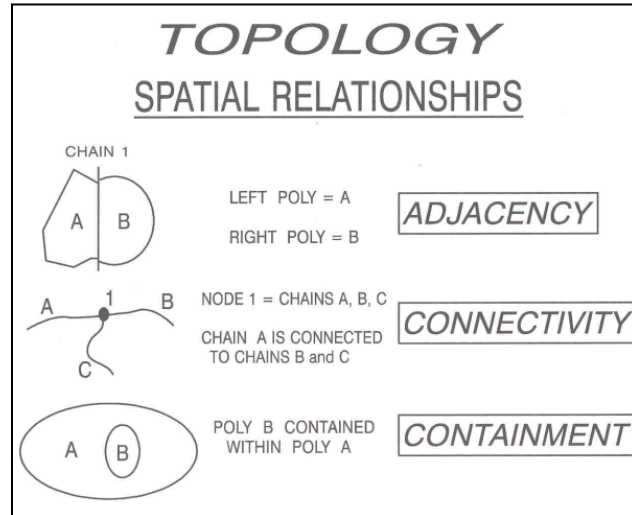 TOPOLOGY
SPATIAL RELATIONSHIPS
CHAIN 1
A B
LEFT POLY = A
RIGHT POLY = B
ADJACENCY
A 1 B
C
NODE 1 = CHAINS A, B, C
CHAIN A IS CONNECTED
TO CHAINS B and C
CONNECTIVITY
A B
POLY B CONTAINED
WITHIN POLY A
CONTAINMENT